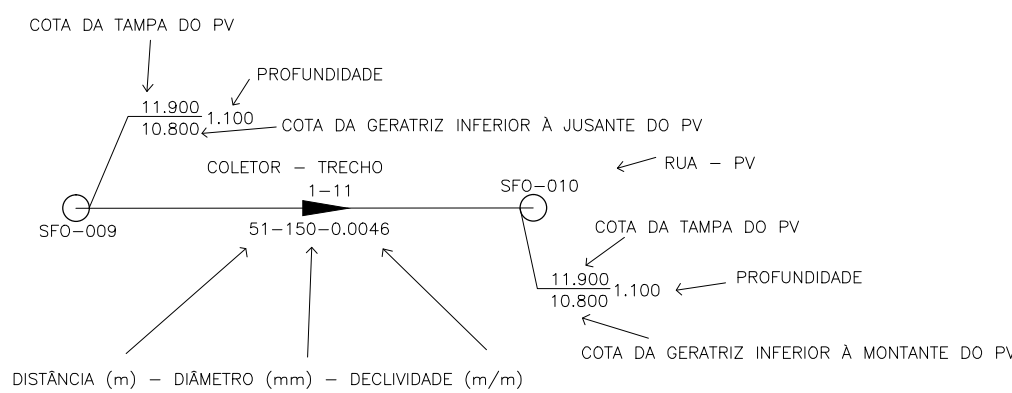 COTA DA TAMPA DO PV
PROFUNDIDADE
11.900
1.100
10.800
COTA DA GERATRIZ INFERIOR À JUSANTE DO PV
COLETOR - TRECHO
RUA - PV
1-11
SFO-010
SFO-009
51-150-0.0046
COTA DA TAMPA DO PV
11.900
1.100
10.800
PROFUNDIDADE
COTA DA GERATRIZ INFERIOR À MONTANTE DO PV
DISTÂNCIA (m) - DIÂMETRO (mm) - DECLIVIDADE (m/m)